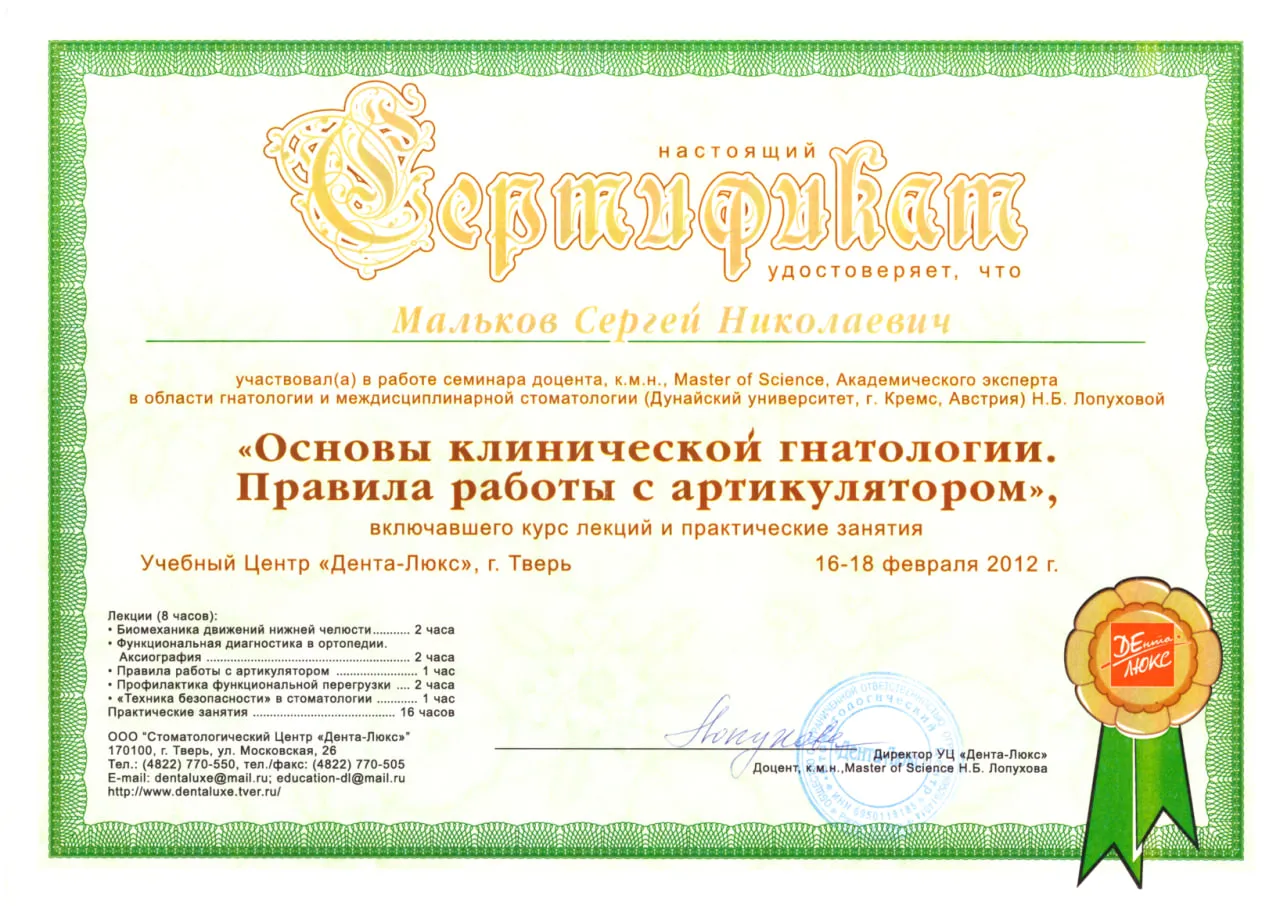 настоящий
Сертификат
удостоверяет, что
Мальков Сергей Николаевич
участвовал(а) в работе семинара доцента, к.м.н., Master of Science, Академического эксперта
в области гнатологии и междисциплинарной стоматологии (Дунайский университет, г. Кремс, Австрия) Н.Б. Лопуховой
«Основы клинической гнатологии.
Правила работы с артикулятором»,
включавшего курс лекций и практические занятия
Учебный Центр «Дента-Люкс», г. Тверь 16-18 февраля 2012 г.
Лекции (8 часов):
• Биомеханика движений нижней челюсти.......... 2 часа
• Функциональная диагностика в ортопедии.
Аксиография ........................................................ 2 часа
• Правила работы с артикулятором ...................... 1 час
• Профилактика функциональной перегрузки .... 2 часа
• «Техника безопасности» в стоматологии ........... 1 час
Практические занятия ....................................... 16 часов
ООО "Стоматологический Центр «Дента-Люкс»"
170100, г. Тверь, ул. Московская, 26
Тел.: (4822) 770-550, тел./факс: (4822) 770-505
E-mail: dentaluxe@mail.ru; education-dl@mail.ru
http://www.dentaluxe.tver.ru/
ДЕнта
ЛЮКС
Лопухова
Директор УЦ «Дента-Люкс»
Доцент, к.м.н.,Master of Science Н.Б. Лопухова